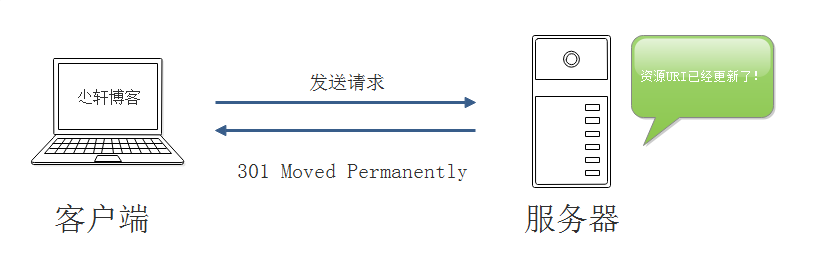 发送请求
尐轩博客
资源URI已经更新了！
301 Moved Permanently
客户端
服务器